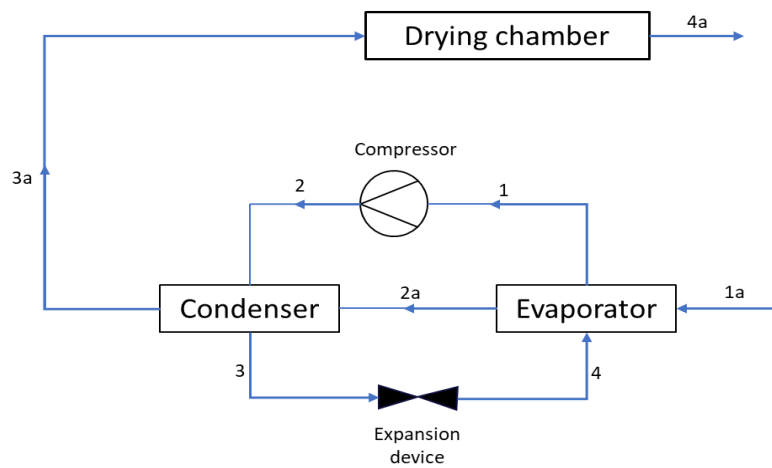 Drying chamber
4a
Compressor
3a
2
1
Condenser
2a
Evaporator
1a
3
4
Expansion
device